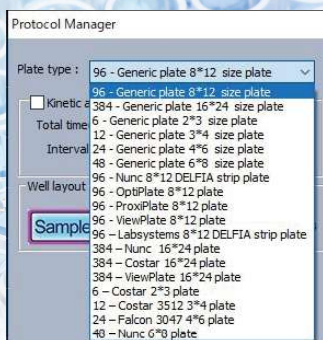 Protocol Manager
Plate type : 96 - Generic plate 8*12 size plate
96 - Generic plate 8*12 size plate
384 - Generic plate 16*24 size plate
6 - Generic plate 2*3 size plate
12 - Generic plate 3*4 size plate
24 - Generic plate 4*6 size plate
48 - Generic plate 6*8 size plate
96 - Nunc 8*12 DELFIA strip plate
96 - OptiPlate 8*12 plate
96 - ProxiPlate 8*12 plate
96 - ViewPlate 8*12 plate
96 – Labsystems 8*12 DELFIA strip plate
384 – Nunc 16*24 plate
384 – Costar 16*24 plate
384 – ViewPlate 16*24 plate
6 – Costar 2*3 plate
12 – Costar 3512 3*4 plate
24 – Falcon 3047 4*6 plate
48 – Nunc 6*8 plate
Kinetic
Total time
Interval
Well layout
Sample